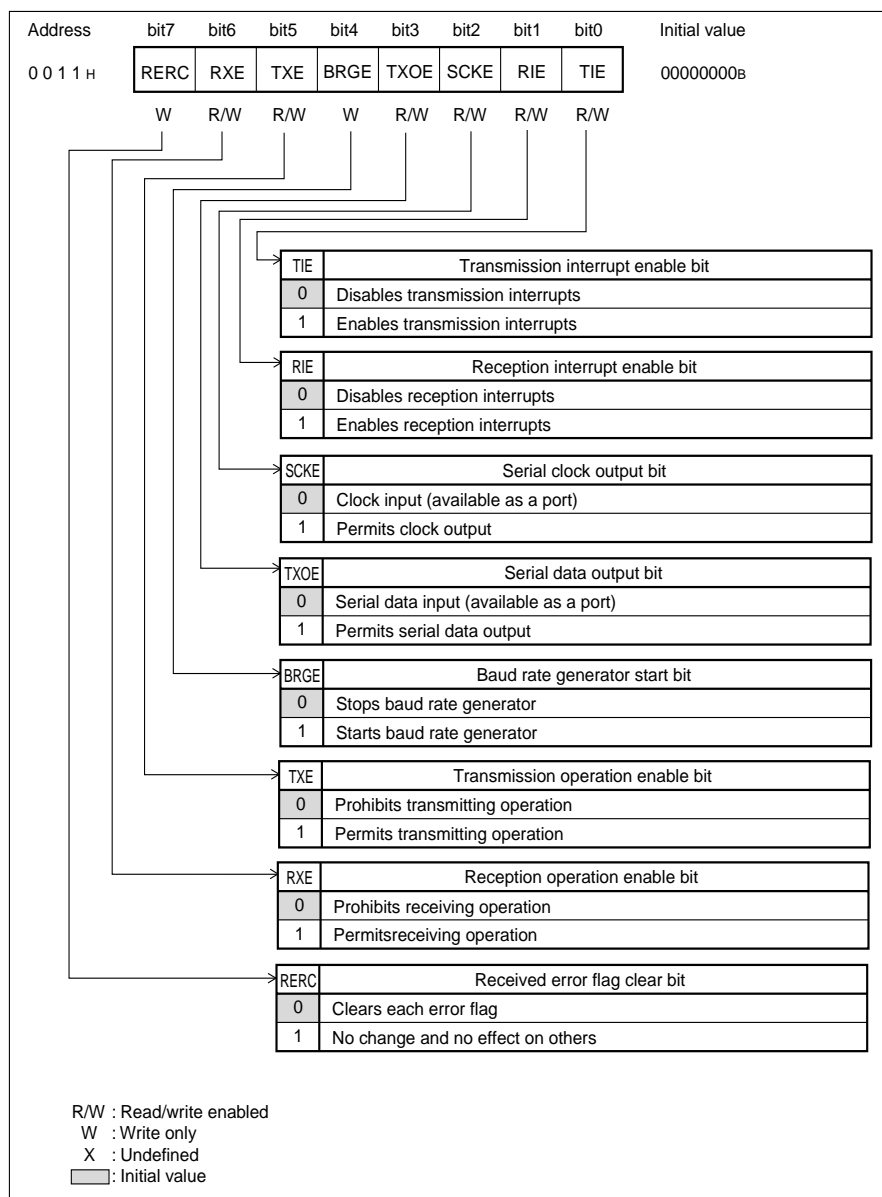 Address bit7 bit6 bit5 bit4 bit3 bit2 bit1 bit0 Initial value
0 0 1 1 H RERC RXE TXE BRGE TXOE SCKE RIE TIE 00000000B
W R/W R/W W R/W R/W R/W R/W
TIE Transmission interrupt enable bit
0 Disables transmission interrupts
1 Enables transmission interrupts
RIE Reception interrupt enable bit
0 Disables reception interrupts
1 Enables reception interrupts
SCKE Serial clock output bit
0 Clock input (available as a port)
1 Permits clock output
TXOE Serial data output bit
0 Serial data input (available as a port)
1 Permits serial data output
BRGE Baud rate generator start bit
0 Stops baud rate generator
1 Starts baud rate generator
TXE Transmission operation enable bit
0 Prohibits transmitting operation
1 Permits transmitting operation
RXE Reception operation enable bit
0 Prohibits receiving operation
1 Permitsreceiving operation
RERC Received error flag clear bit
0 Clears each error flag
1 No change and no effect on others
R/W : Read/write enabled
W : Write only
X : Undefined
: Initial value